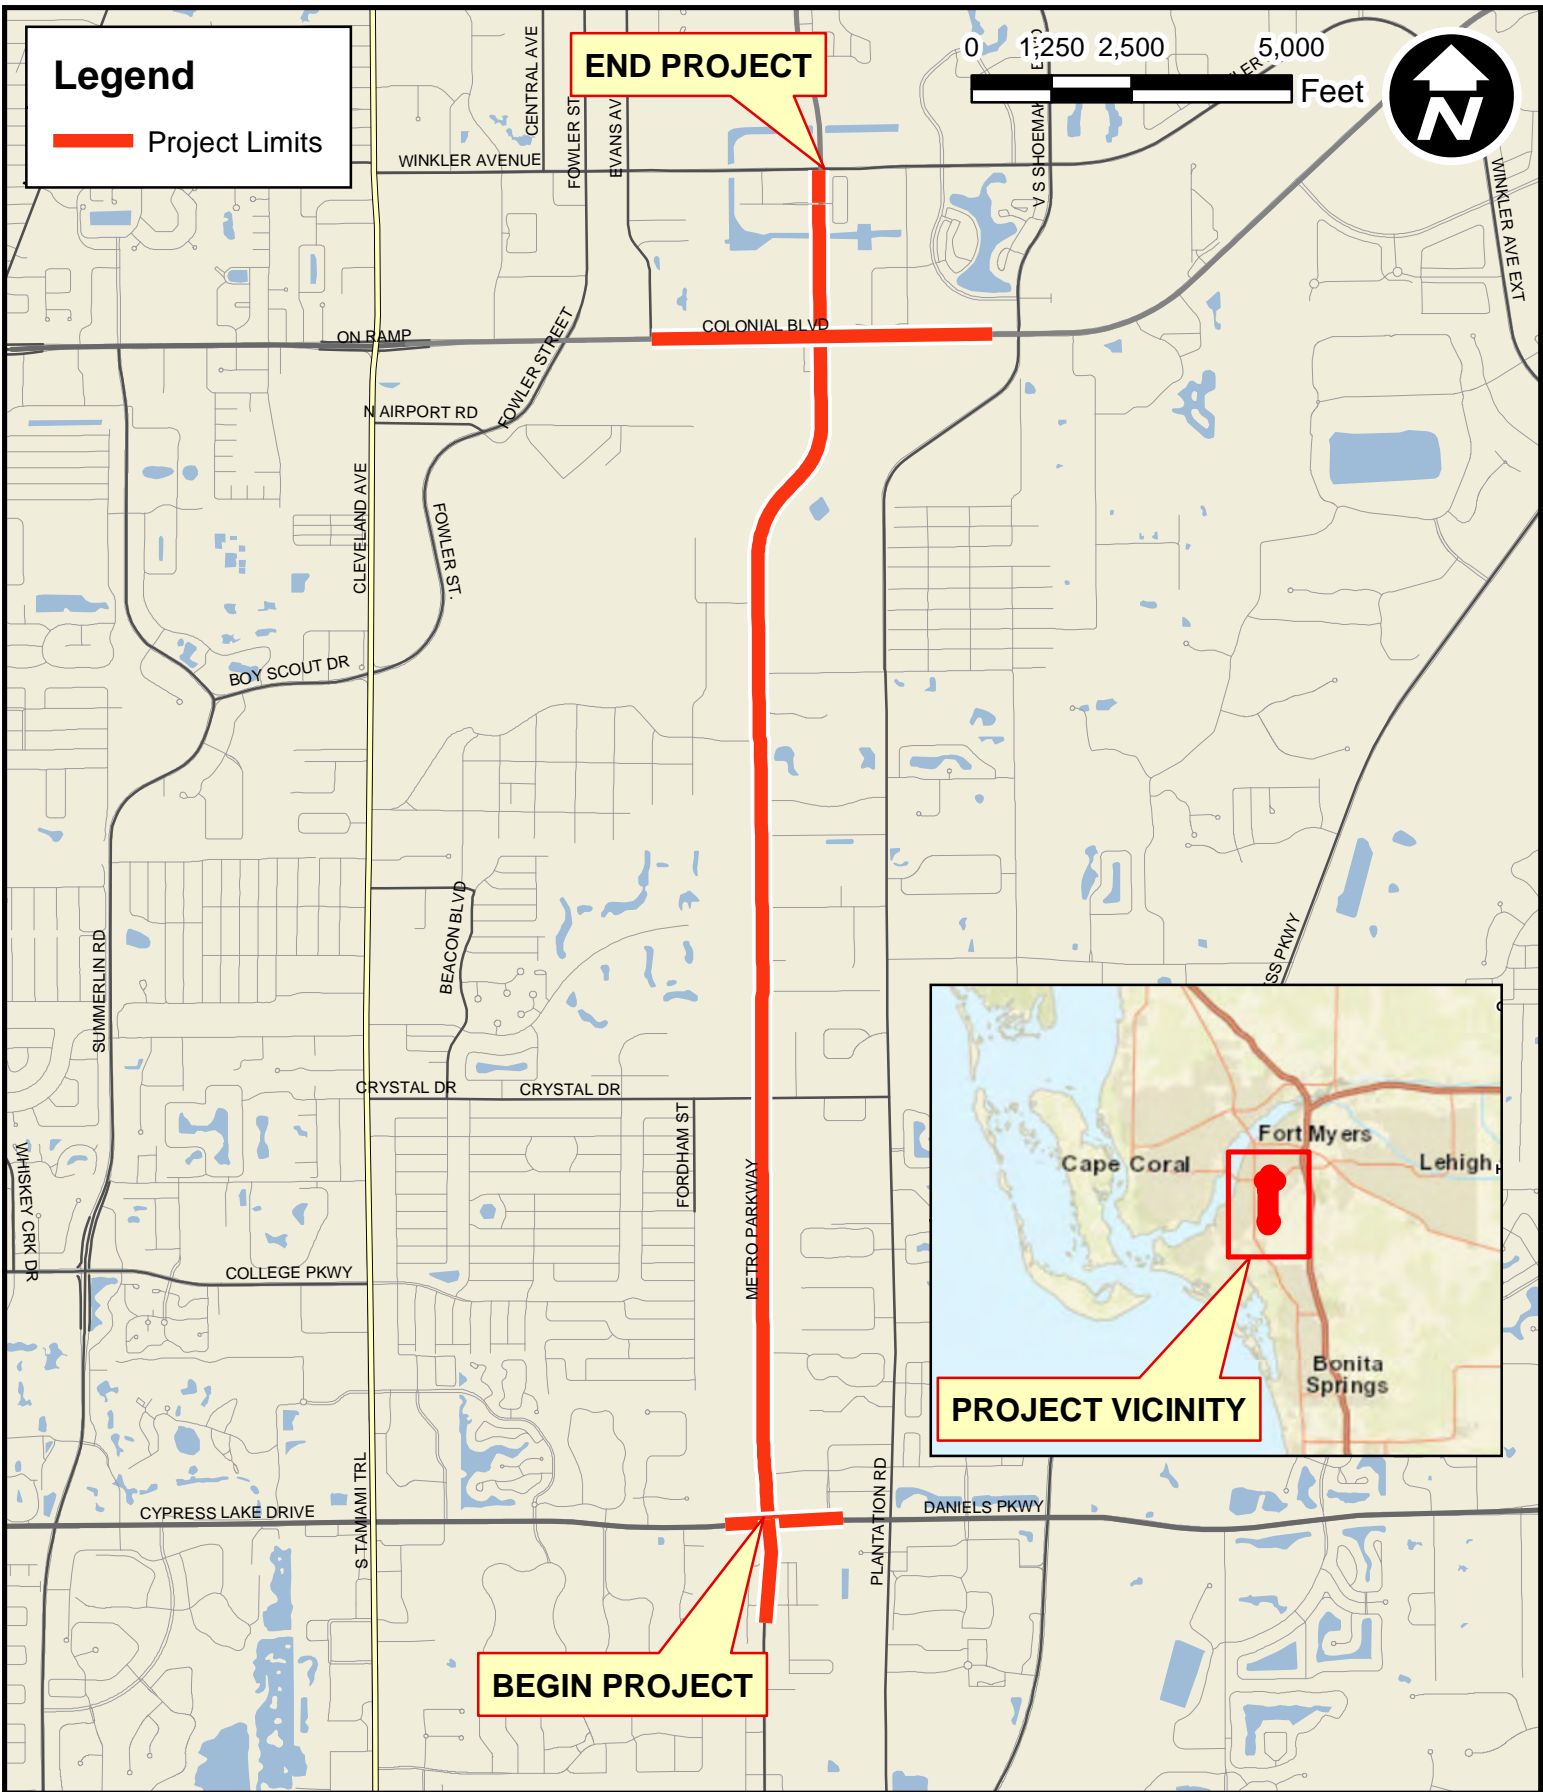 Legend
Project Limits
END PROJECT
0 1,250 2,500 5,000
Feet
N
CENTRAL AVE
FOWLER ST
EVANS AV
WINKLER AVENUE
V S SHOEMAK
WINKLER AVE EXT
COLONIAL BLVD
ON RAMP
FOWLER STREET
N AIRPORT RD
CLEVELAND AVE
FOWLER ST.
BOY SCOUT DR
BEACON BLVD
SUMMERLIN RD
SS PKWY
CRYSTAL DR
CRYSTAL DR
FORDHAM ST
METRO PARKWAY
WHISKEY CRK DR
COLLEGE PKWY
Fort Myers
Cape Coral
Lehigh
Bonita
Springs
PROJECT VICINITY
CYPRESS LAKE DRIVE
S TAMIAMI TRL
PLANTATION RD
DANIELS PKWY
BEGIN PROJECT